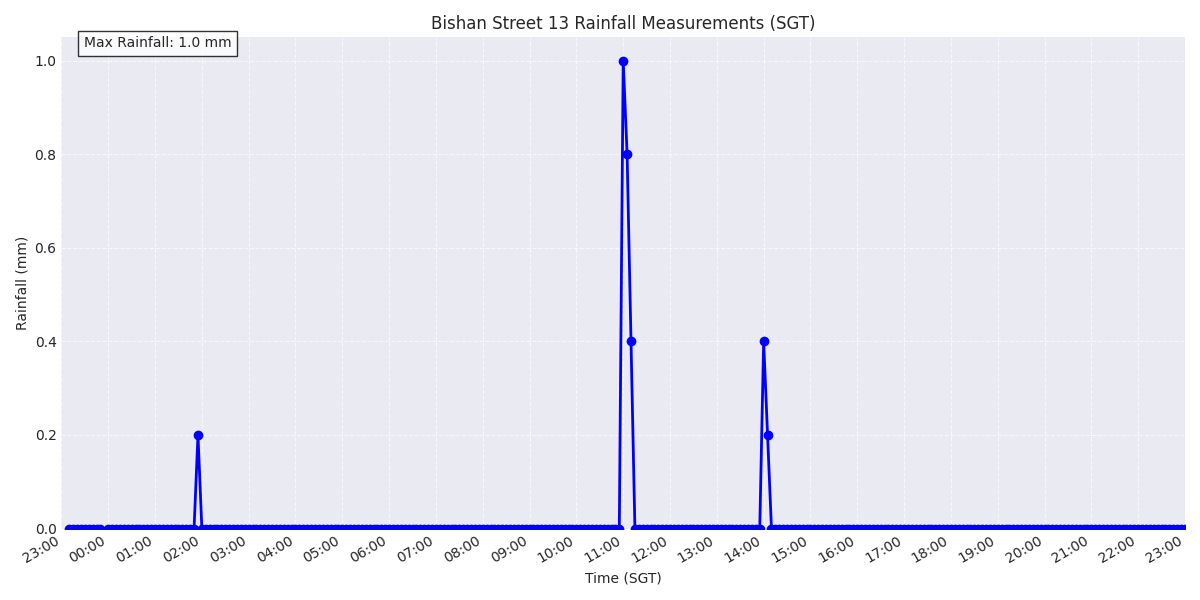 Bishan Street 13 Rainfall Measurements (SGT)
Max Rainfall: 1.0 mm
Rainfall (mm)
1.0
0.8
0.6
0.4
0.2
0.0
23:00 00:00 01:00 02:00 03:00 04:00 05:00 06:00 07:00 08:00 09:00 10:00 11:00 12:00 13:00 14:00 15:00 16:00 17:00 18:00 19:00 20:00 21:00 22:00 23:00
Time (SGT)